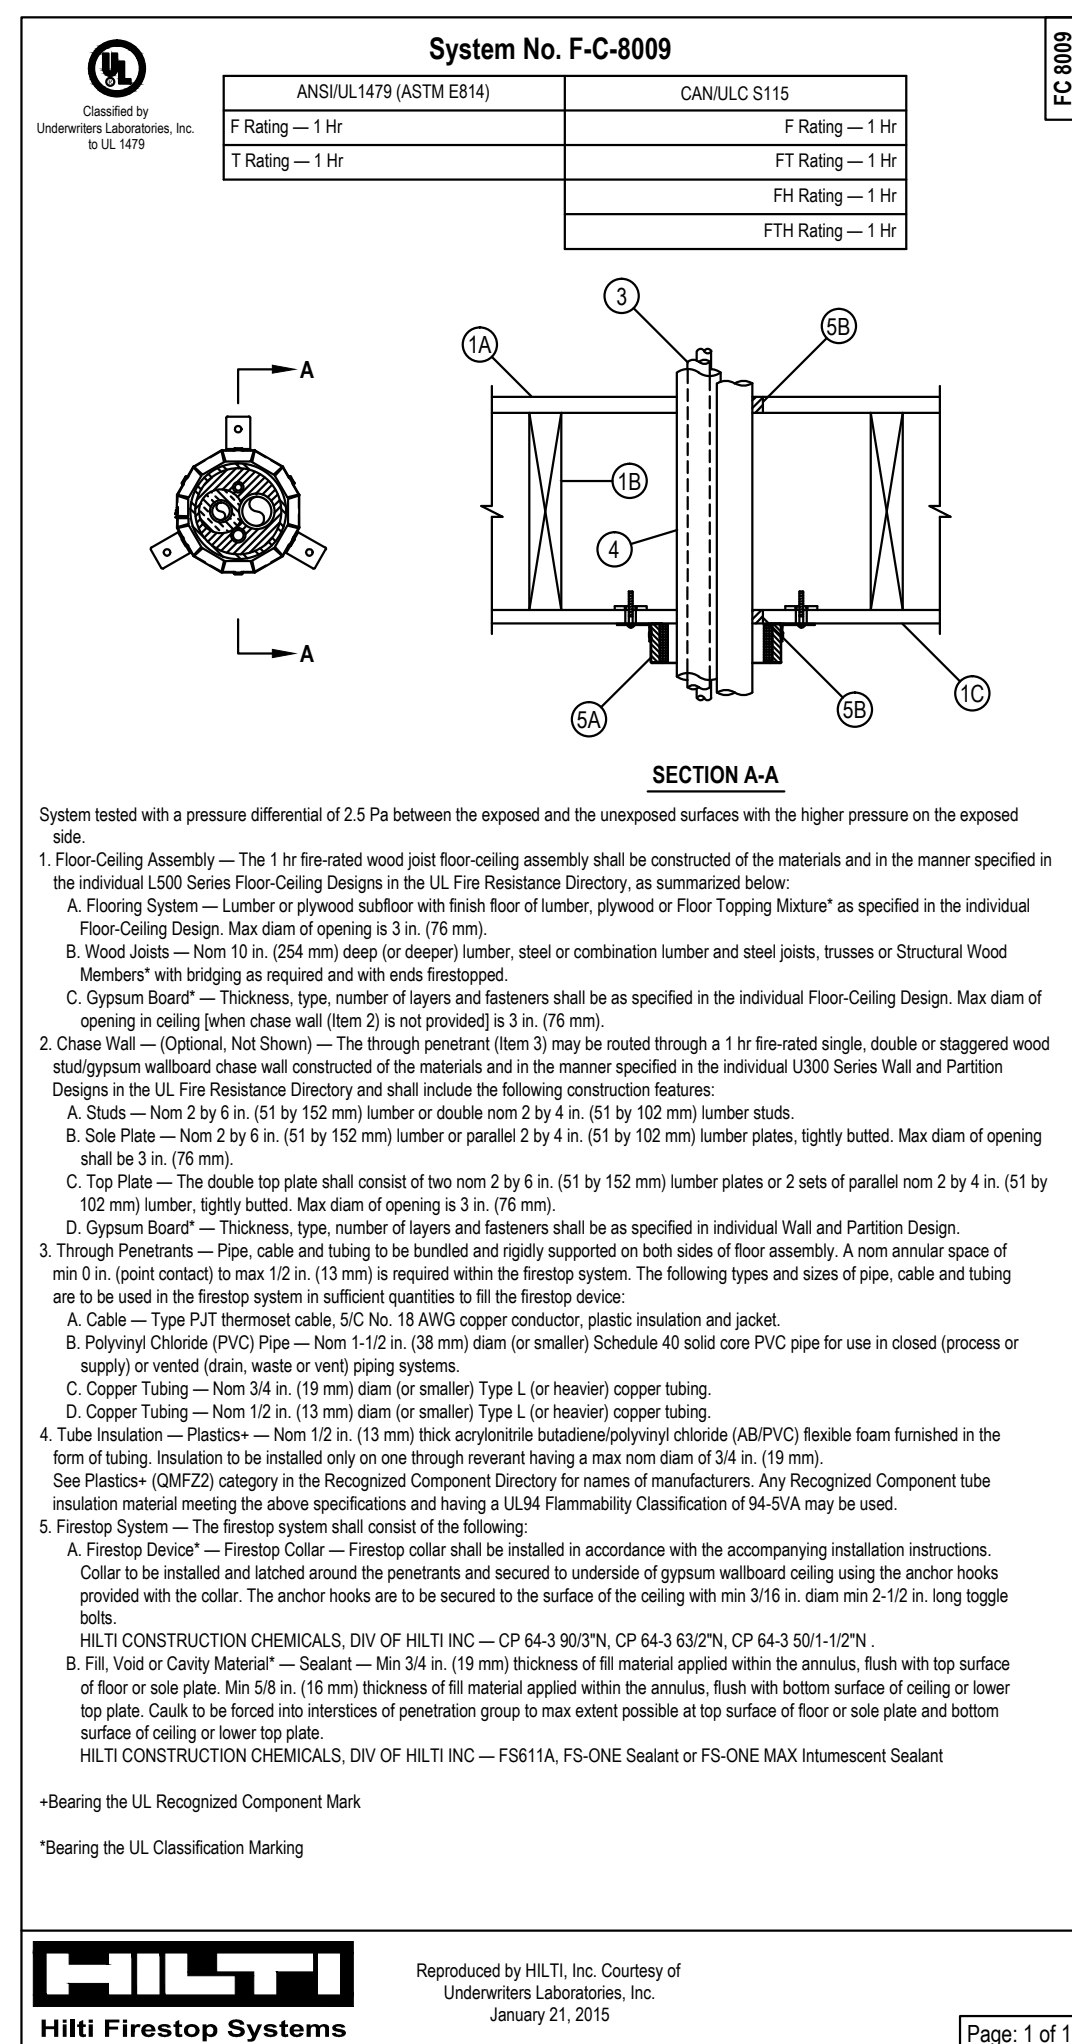 System No. F-C-8009
FC 8009
UL
Classified by
Underwriters Laboratories, Inc.
to UL 1479
ANSI/UL1479 (ASTM E814)
CAN/ULC S115
F Rating — 1 Hr
F Rating — 1 Hr
T Rating — 1 Hr
FT Rating — 1 Hr
FH Rating — 1 Hr
FTH Rating — 1 Hr
3
5B
1A
A
1B
4
A
5A
5B
1C
SECTION A-A
System tested with a pressure differential of 2.5 Pa between the exposed and the unexposed surfaces with the higher pressure on the exposed
side.
1. Floor-Ceiling Assembly — The 1 hr fire-rated wood joist floor-ceiling assembly shall be constructed of the materials and in the manner specified in
the individual L500 Series Floor-Ceiling Designs in the UL Fire Resistance Directory, as summarized below:
A. Flooring System — Lumber or plywood subfloor with finish floor of lumber, plywood or Floor Topping Mixture* as specified in the individual
Floor-Ceiling Design. Max diam of opening is 3 in. (76 mm).
B. Wood Joists — Nom 10 in. (254 mm) deep (or deeper) lumber, steel or combination lumber and steel joists, trusses or Structural Wood
Members* with bridging as required and with ends firestopped.
C. Gypsum Board* — Thickness, type, number of layers and fasteners shall be as specified in the individual Floor-Ceiling Design. Max diam of
opening in ceiling [when chase wall (Item 2) is not provided] is 3 in. (76 mm).
2. Chase Wall — (Optional, Not Shown) — The through penetrant (Item 3) may be routed through a 1 hr fire-rated single, double or staggered wood
stud/gypsum wallboard chase wall constructed of the materials and in the manner specified in the individual U300 Series Wall and Partition
Designs in the UL Fire Resistance Directory and shall include the following construction features:
A. Studs — Nom 2 by 6 in. (51 by 152 mm) lumber or double nom 2 by 4 in. (51 by 102 mm) lumber studs.
B. Sole Plate — Nom 2 by 6 in. (51 by 152 mm) lumber or parallel 2 by 4 in. (51 by 102 mm) lumber plates, tightly butted. Max diam of opening
shall be 3 in. (76 mm).
C. Top Plate — The double top plate shall consist of two nom 2 by 6 in. (51 by 152 mm) lumber plates or 2 sets of parallel nom 2 by 4 in. (51 by
102 mm) lumber, tightly butted. Max diam of opening is 3 in. (76 mm).
D. Gypsum Board* — Thickness, type, number of layers and fasteners shall be as specified in individual Wall and Partition Design.
3. Through Penetrants — Pipe, cable and tubing to be bundled and rigidly supported on both sides of floor assembly. A nom annular space of
min 0 in. (point contact) to max 1/2 in. (13 mm) is required within the firestop system. The following types and sizes of pipe, cable and tubing
are to be used in the firestop system in sufficient quantities to fill the firestop device:
A. Cable — Type PJT thermoset cable, 5/C No. 18 AWG copper conductor, plastic insulation and jacket.
B. Polyvinyl Chloride (PVC) Pipe — Nom 1-1/2 in. (38 mm) diam (or smaller) Schedule 40 solid core PVC pipe for use in closed (process or
supply) or vented (drain, waste or vent) piping systems.
C. Copper Tubing — Nom 3/4 in. (19 mm) diam (or smaller) Type L (or heavier) copper tubing.
D. Copper Tubing — Nom 1/2 in. (13 mm) diam (or smaller) Type L (or heavier) copper tubing.
4. Tube Insulation — Plastics+ — Nom 1/2 in. (13 mm) thick acrylonitrile butadiene/polyvinyl chloride (AB/PVC) flexible foam furnished in the
form of tubing. Insulation to be installed only on one through reverant having a max nom diam of 3/4 in. (19 mm).
See Plastics+ (QMFZ2) category in the Recognized Component Directory for names of manufacturers. Any Recognized Component tube
insulation material meeting the above specifications and having a UL94 Flammability Classification of 94-5VA may be used.
5. Firestop System — The firestop system shall consist of the following:
A. Firestop Device* — Firestop Collar — Firestop collar shall be installed in accordance with the accompanying installation instructions.
Collar to be installed and latched around the penetrants and secured to underside of gypsum wallboard ceiling using the anchor hooks
provided with the collar. The anchor hooks are to be secured to the surface of the ceiling with min 3/16 in. diam min 2-1/2 in. long toggle
bolts.
HILTI CONSTRUCTION CHEMICALS, DIV OF HILTI INC — CP 64-3 90/3"N, CP 64-3 63/2"N, CP 64-3 50/1-1/2"N .
B. Fill, Void or Cavity Material* — Sealant — Min 3/4 in. (19 mm) thickness of fill material applied within the annulus, flush with top surface
of floor or sole plate. Min 5/8 in. (16 mm) thickness of fill material applied within the annulus, flush with bottom surface of ceiling or lower
top plate. Caulk to be forced into interstices of penetration group to max extent possible at top surface of floor or sole plate and bottom
surface of ceiling or lower top plate.
HILTI CONSTRUCTION CHEMICALS, DIV OF HILTI INC — FS611A, FS-ONE Sealant or FS-ONE MAX Intumescent Sealant
+Bearing the UL Recognized Component Mark
*Bearing the UL Classification Marking
HILTI
Hilti Firestop Systems
Reproduced by HILTI, Inc. Courtesy of
Underwriters Laboratories, Inc.
January 21, 2015
Page: 1 of 1